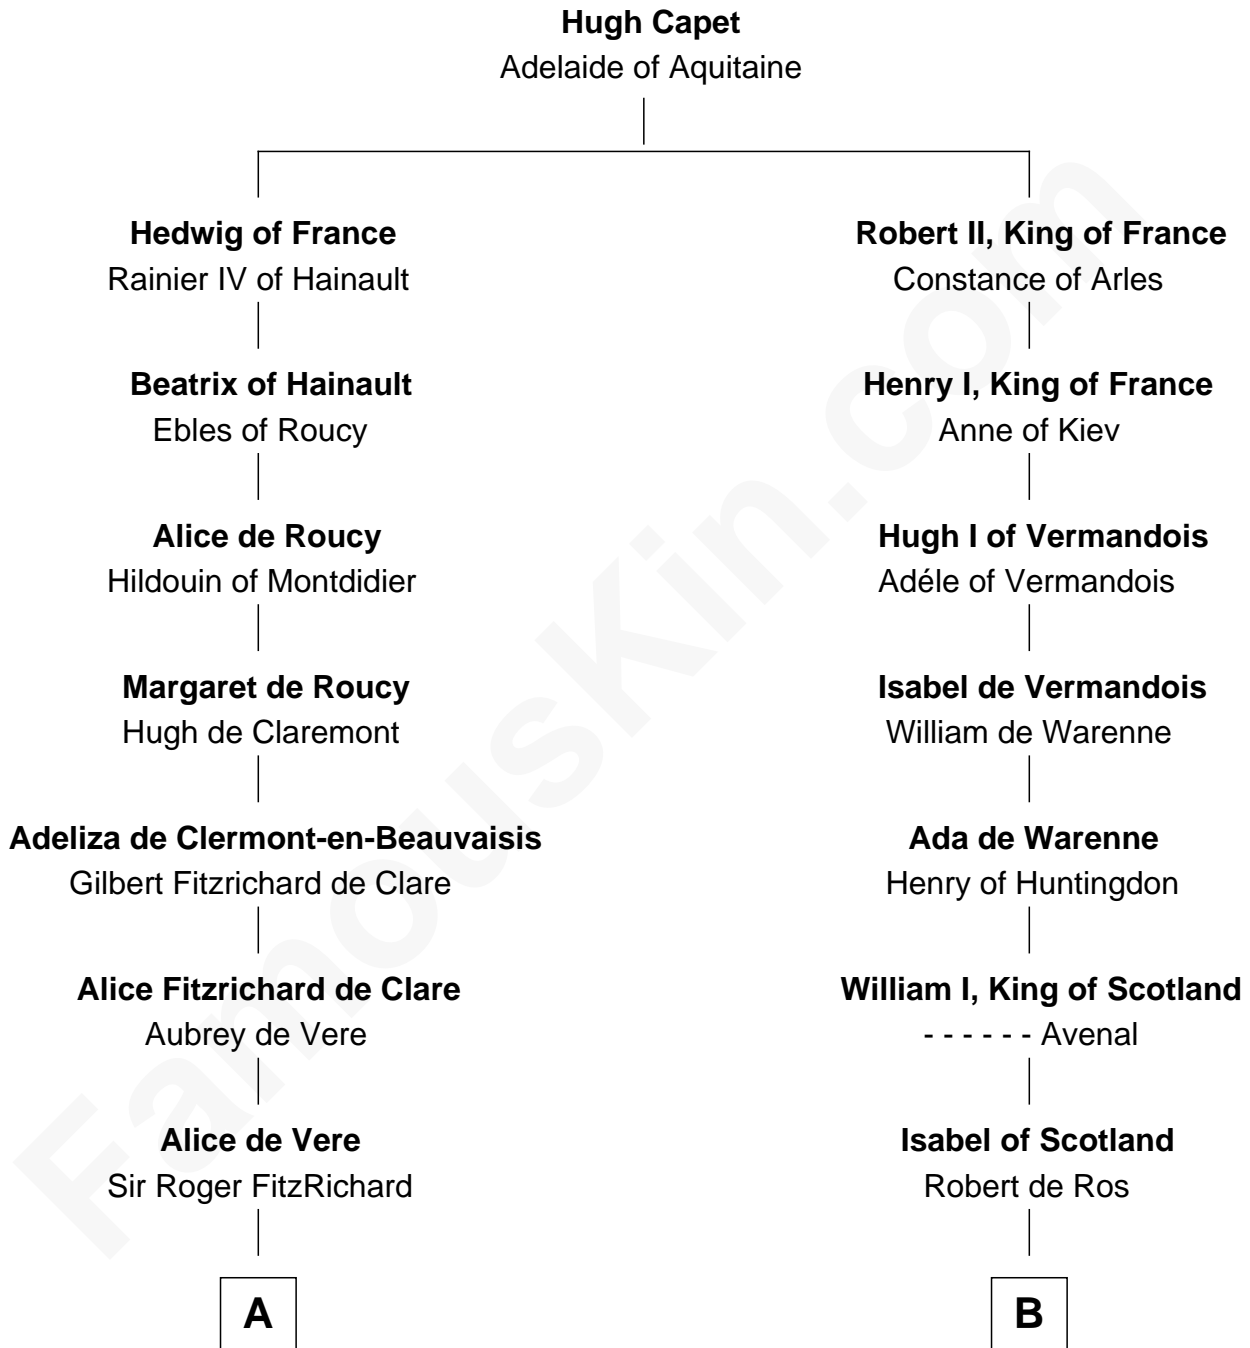 Hugh Capet
Adelaide of Aquitaine
Hedwig of France
Rainier IV of Hainault
Robert II, King of France
Constance of Arles
Beatrix of Hainault
Ebles of Roucy
Henry I, King of France
Anne of Kiev
Alice de Roucy
Hildouin of Montdidier
Hugh I of Vermandois
Adéle of Vermandois
Margaret de Roucy
Hugh de Claremont
Isabel de Vermandois
William de Warenne
Adeliza de Clermont-en-Beauvaisis
Gilbert Fitzrichard de Clare
Ada de Warenne
Henry of Huntingdon
Alice Fitzrichard de Clare
Aubrey de Vere
William I, King of Scotland
- - - - - - Avenal
Alice de Vere
Sir Roger FitzRichard
Isabel of Scotland
Robert de Ros
A
B
FamousKin.com